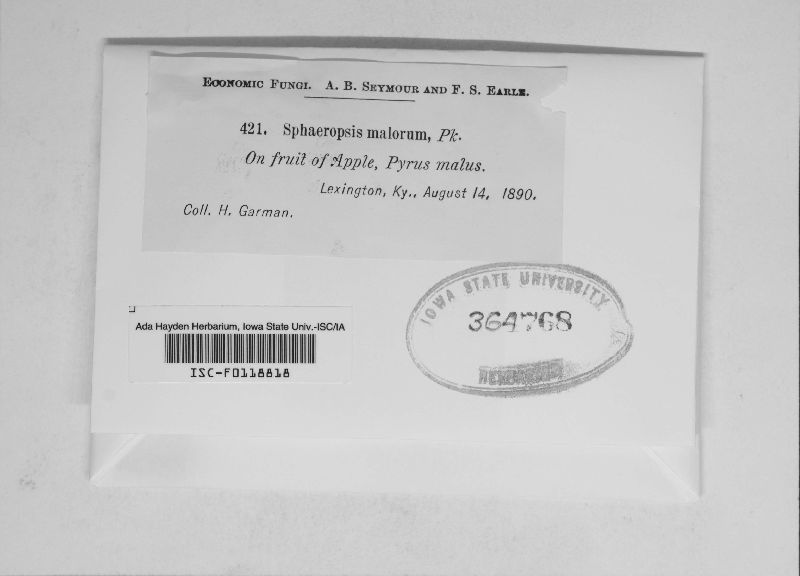 Economic Fungi. A. B. Seymour and F. S. Earle.
421. Sphaeropsis malorum, Pk.
On fruit of Apple, Pyrus malus.
Lexington, Ky., August 14, 1890.
Coll. H. Garman.
IOWA STATE UNIVERSITY
364768
HERBARIUM
Ada Hayden Herbarium, Iowa State Univ.-ISC/IA
ISC-F0118818